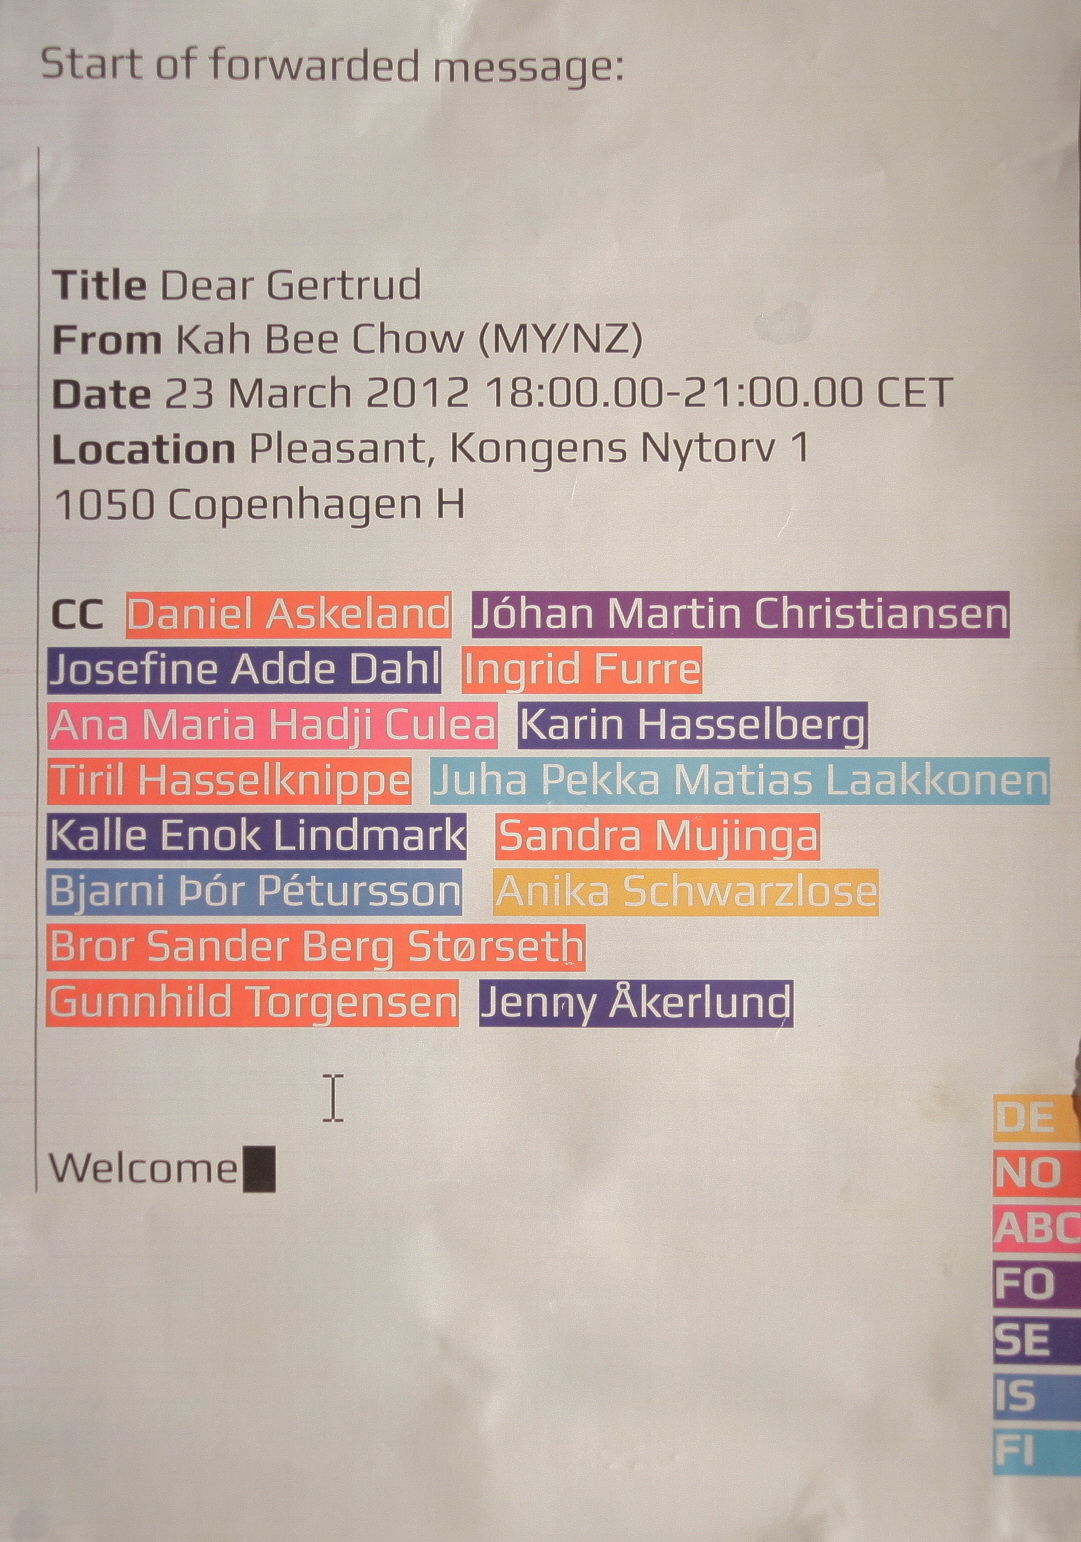 Start of forwarded message:
Title Dear Gertrud
From Kah Bee Chow (MY/NZ)
Date 23 March 2012 18:00.00-21:00.00 CET
Location Pleasant, Kongens Nytorv 1
1050 Copenhagen H
CC Daniel Askeland Jóhan Martin Christiansen
Josefine Adde Dahl Ingrid Furre
Ana Maria Hadji Culea Karin Hasselberg
Tiril Hasselknippe Juha Pekka Matias Laakkonen
Kalle Enok Lindmark Sandra Mujinga
Bjarni Þór Pétursson Anika Schwarzlose
Bror Sander Berg Størseth
Gunnhild Torgensen Jenny Åkerlund
Welcome
DE
NO
ABC
FO
SE
IS
FI